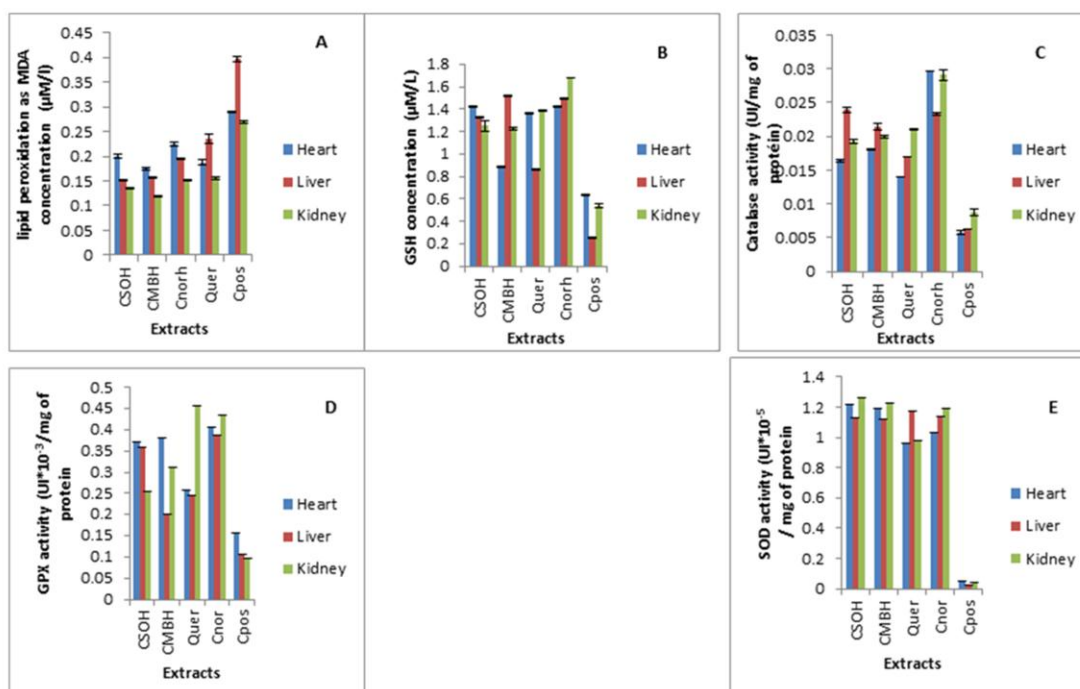 A
lipid peroxidation as MDA
concentration (µM/l)
0.45
0.4
0.35
0.3
0.25
0.2
0.15
0.1
0.05
0
CSOH
CMBH
Cnorh
Quer
Cpos
Extracts
Heart
Liver
Kidney
B
GSH concentration (µM/L)
1.8
1.6
1.4
1.2
1
0.8
0.6
0.4
0.2
0
CSOH
CMBH
Quer
Cnorh
Cpos
Extracts
Heart
Liver
Kidney
C
Catalase activity (UI/mg of
protéin)
0.035
0.03
0.025
0.02
0.015
0.01
0.005
0
CSOH
CMBH
Quer
Cnorh
Cpos
Extracts
Heart
Liver
Kidney
D
GPX activity (UI*10⁻³/mg of
protein
0.5
0.45
0.4
0.35
0.3
0.25
0.2
0.15
0.1
0.05
0
CSOH
CMBH
Quer
Cnor
Cpos
Extracts
Heart
Liver
Kidney
E
SOD activity (UI*10⁻⁵
/ mg of protein
1.4
1.2
1
0.8
0.6
0.4
0.2
0
CSOH
CMBH
Quer
Cnor
Cpos
Extracts
Heart
Liver
Kidney